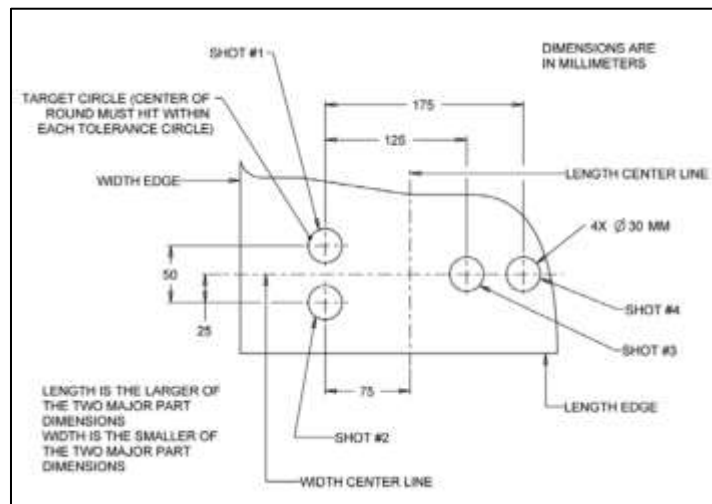 SHOT #1
DIMENSIONS ARE
IN MILLIMETERS
TARGET CIRCLE (CENTER OF
ROUND MUST HIT WITHIN
EACH TOLERANCE CIRCLE)
175
125
WIDTH EDGE
LENGTH CENTER LINE
4X Ø 30 MM
50
25
SHOT #4
SHOT #3
75
LENGTH IS THE LARGER OF
THE TWO MAJOR PART
DIMENSIONS
WIDTH IS THE SMALLER OF
THE TWO MAJOR PART
DIMENSIONS
LENGTH EDGE
SHOT #2
WIDTH CENTER LINE